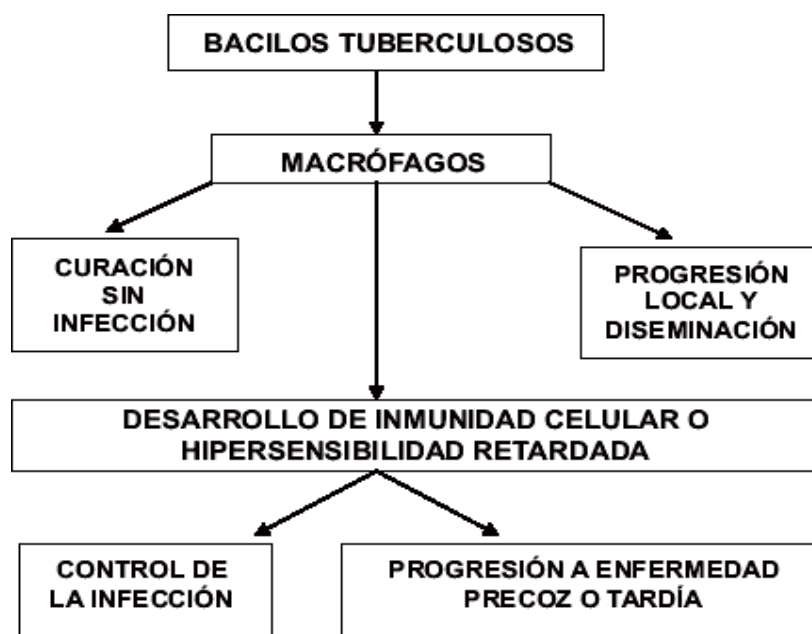 BACILOS TUBERCULOSOS
MACRÓFAGOS
CURACIÓN
SIN
INFECCIÓN
PROGRESIÓN
LOCAL Y
DISEMINACIÓN
DESARROLLO DE INMUNIDAD CELULAR O
HIPERSENSIBILIDAD RETARDADA
CONTROL DE
LA INFECCIÓN
PROGRESIÓN A ENFERMEDAD
PRECOZ O TARDÍA